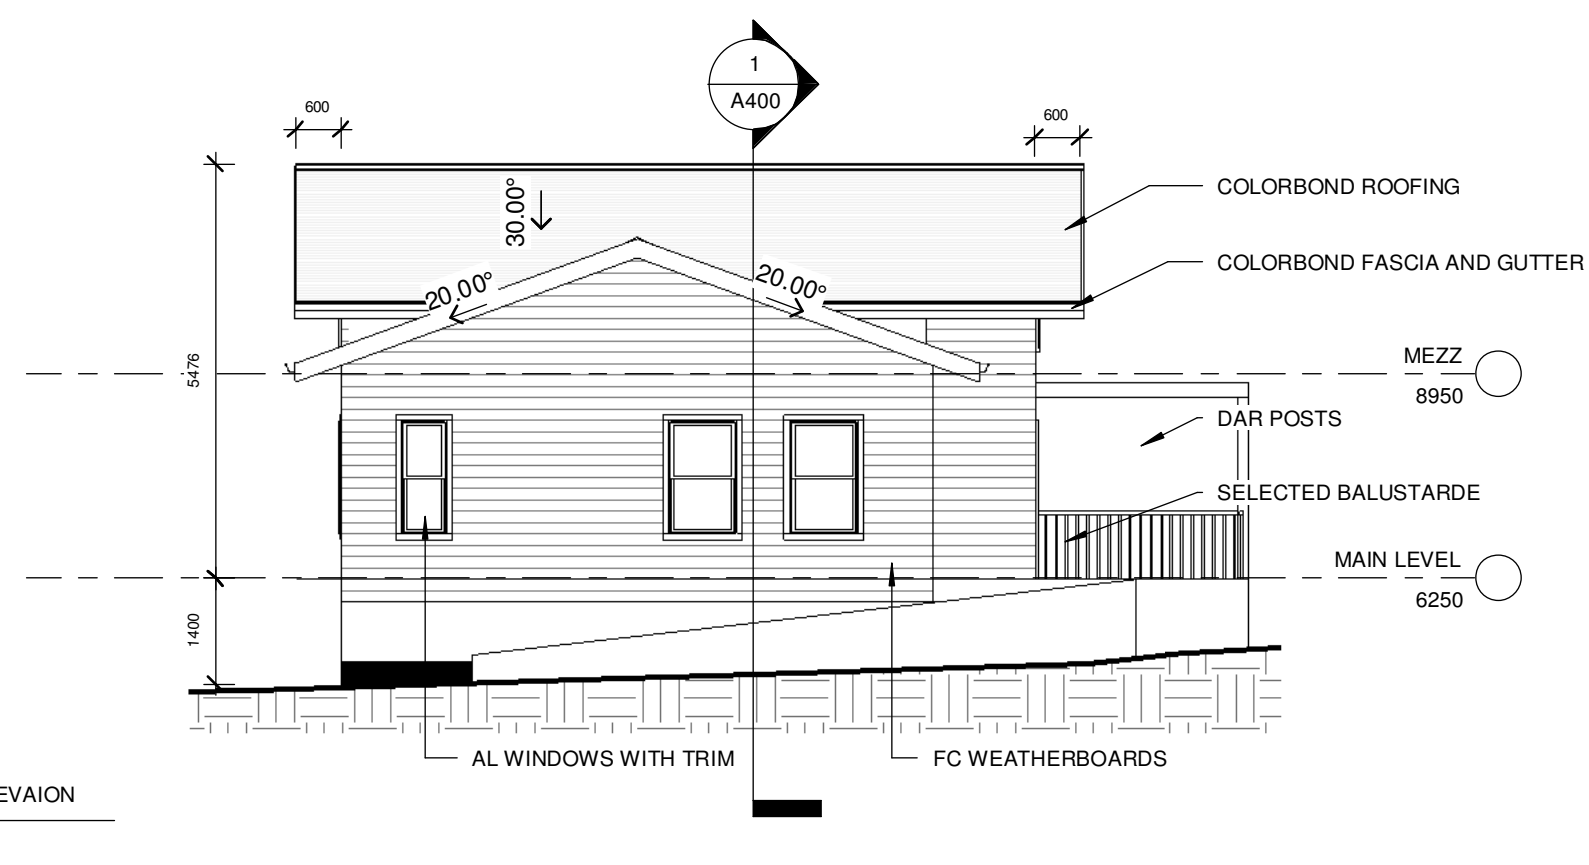 1
A400
600
600
COLORBOND ROOFING
30.00°
COLORBOND FASCIA AND GUTTER
20.00°
20.00°
MEZZ
8950
5476
DAR POSTS
SELECTED BALUSTARDE
MAIN LEVEL
6250
1400
AL WINDOWS WITH TRIM
FC WEATHERBOARDS
EVAION